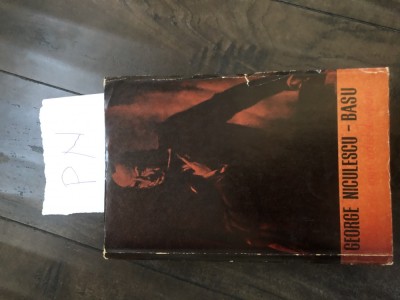 PN
GEORGE NICULESCU - BASU